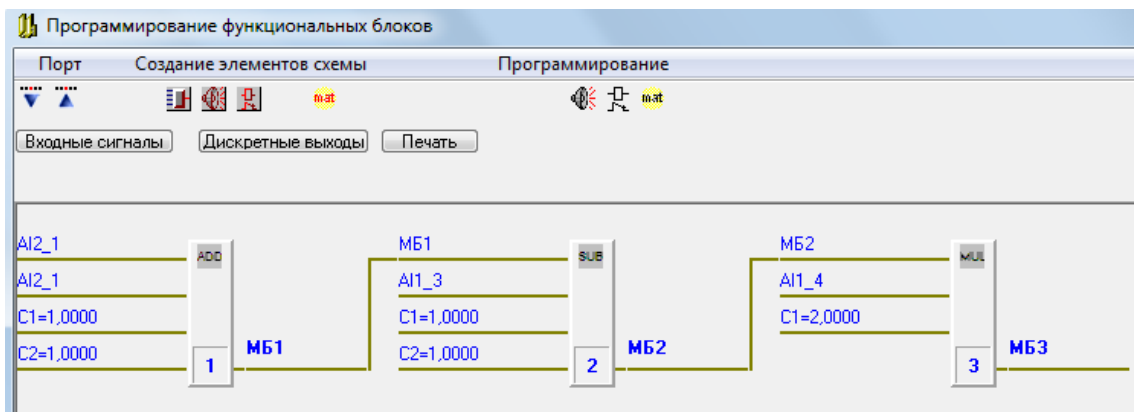 Программирование функциональных блоков
Порт Создание элементов схемы Программирование
mat mat
Входные сигналы Дискретные выходы Печать
AI2_1 ADD МБ1 SUB МБ2 MUL
AI2_1 AI1_3 AI1_4
C1=1,0000 C1=1,0000 C1=2,0000
C2=1,0000 1 МБ1 C2=1,0000 2 МБ2 3 МБ3